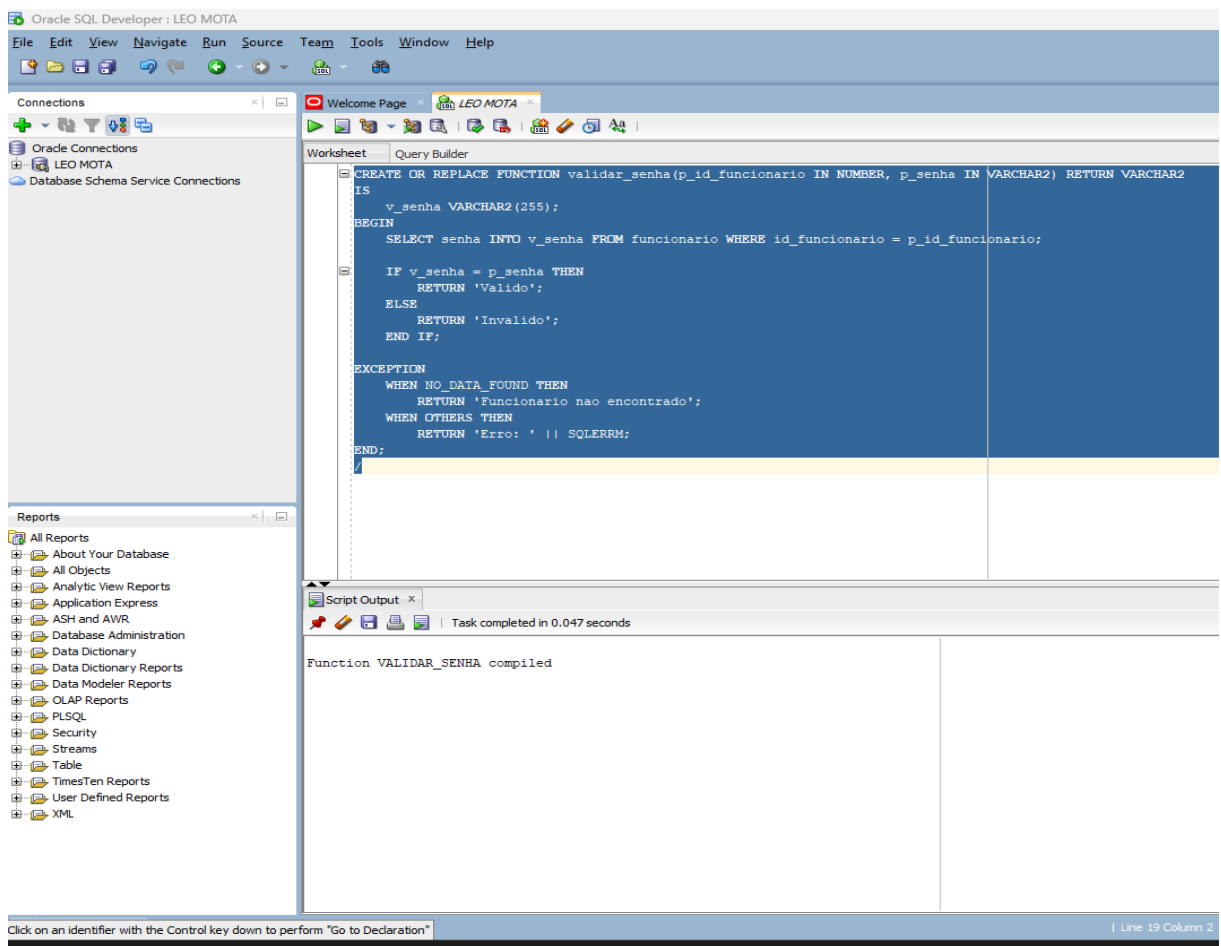 Oracle SQL Developer : LEO MOTA
File Edit View Navigate Run Source Team Tools Window Help
Connections
Oracle Connections
LEO MOTA
Database Schema Service Connections
Welcome Page
LEO MOTA
Worksheet Query Builder
CREATE OR REPLACE FUNCTION validar_senha(p_id_funcionario IN NUMBER, p_senha IN VARCHAR2) RETURN VARCHAR2
IS
v_senha VARCHAR2(255);
BEGIN
SELECT senha INTO v_senha FROM funcionario WHERE id_funcionario = p_id_funcionario;
IF v_senha = p_senha THEN
RETURN 'Valido';
ELSE
RETURN 'Invalido';
END IF;
EXCEPTION
WHEN NO_DATA_FOUND THEN
RETURN 'Funcionario nao encontrado';
WHEN OTHERS THEN
RETURN 'Erro: ' || SQLERRM;
END;
/
Reports
All Reports
About Your Database
All Objects
Analytic View Reports
Application Express
ASH and AWR
Database Administration
Data Dictionary
Data Dictionary Reports
Data Modeler Reports
OLAP Reports
PLSQL
Security
Streams
Table
TimesTen Reports
User Defined Reports
XML
Script Output
Task completed in 0.047 seconds
Function VALIDAR_SENHA compiled
Click on an identifier with the Control key down to perform "Go to Declaration"
| Line 19 Column 2